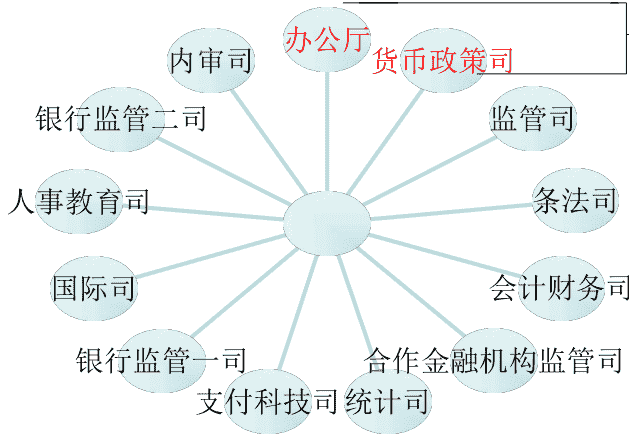 办公厅
内审司
货币政策司
银行监管二司
监管司
人事教育司
条法司
国际司
会计财务司
银行监管一司
合作金融机构监管司
支付科技司
统计司